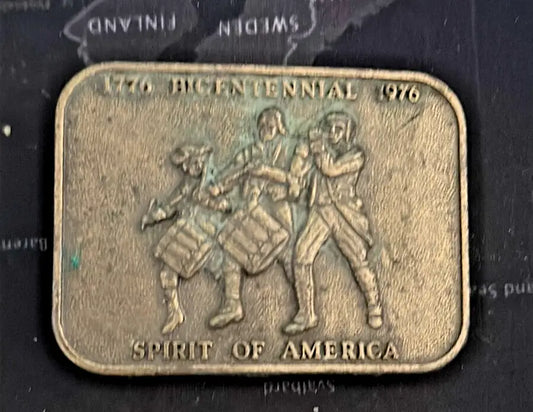 FINLAND
SWEDEN
1776 BICENTENNIAL 1976
SPIRIT OF AMERICA
Svalbard